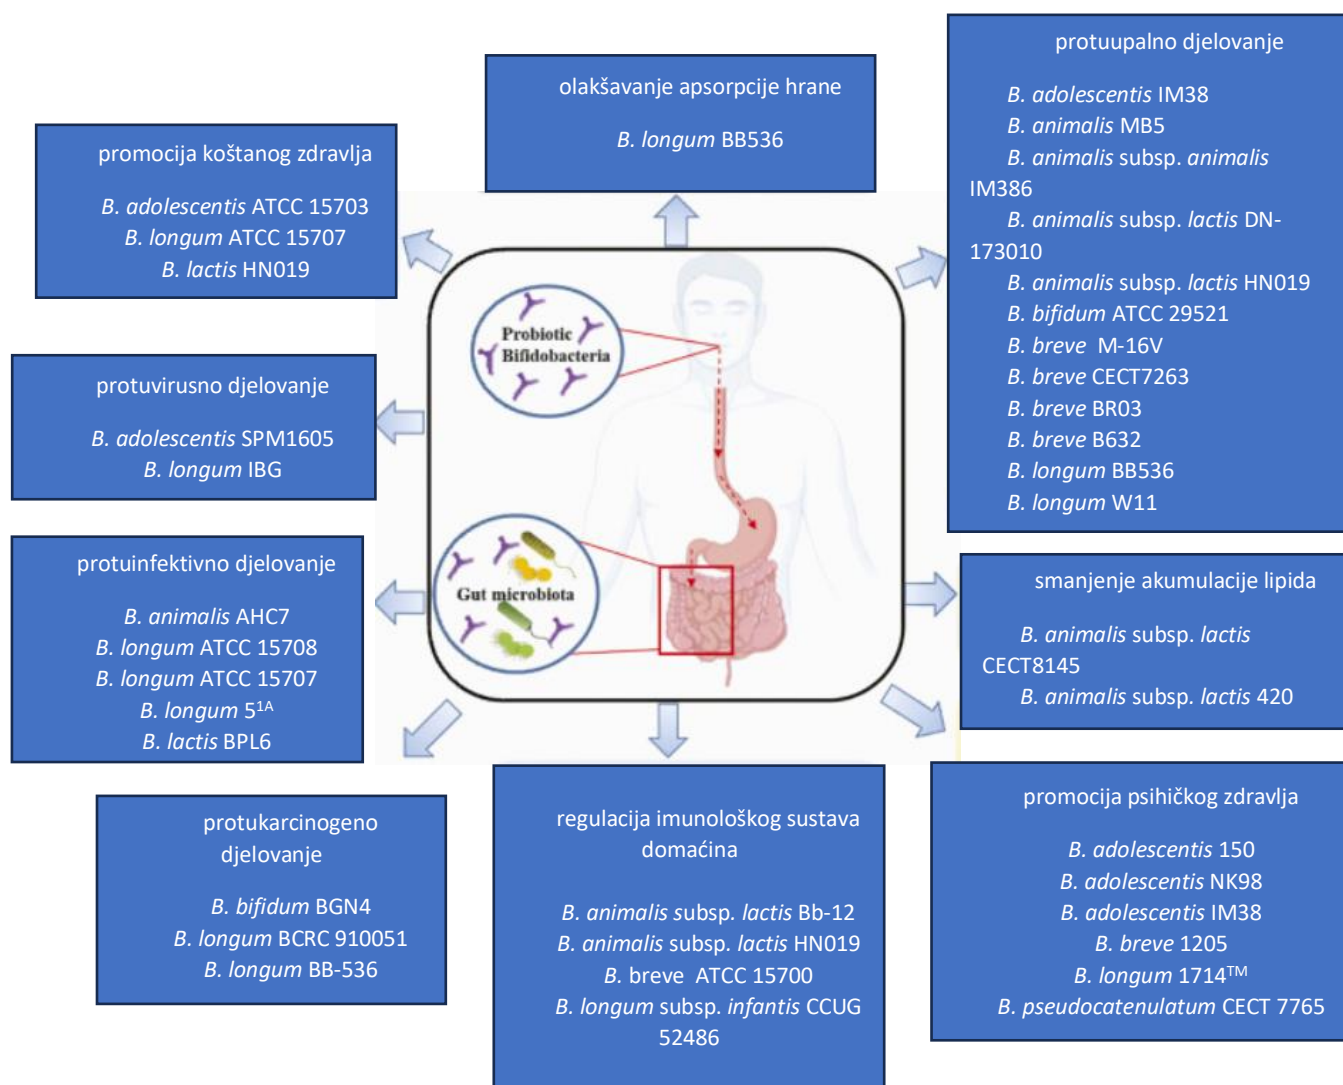 olakšavanje apsorpcije hrane
B. longum BB536
protuupalno djelovanje
B. adolescentis IM38
B. animalis MB5
B. animalis subsp. animalis
IM386
B. animalis subsp. lactis DN-
173010
B. animalis subsp. lactis HN019
B. bifidum ATCC 29521
B. breve M-16V
B. breve CECT7263
B. breve BR03
B. breve B632
B. longum BB536
B. longum W11
promocija koštanog zdravlja
B. adolescentis ATCC 15703
B. longum ATCC 15707
B. lactis HN019
Probiotic
Bifidobacteria
protuvirusno djelovanje
B. adolescentis SPM1605
B. longum IBG
protuinfektivno djelovanje
B. animalis AHC7
B. longum ATCC 15708
B. longum ATCC 15707
B. longum 5¹ᴬ
B. lactis BPL6
Gut microbiota
smanjenje akumulacije lipida
B. animalis subsp. lactis
CECT8145
B. animalis subsp. lactis 420
protukarcinogeno
djelovanje
B. bifidum BGN4
B. longum BCRC 910051
B. longum BB-536
regulacija imunološkog sustava
domaćina
B. animalis subsp. lactis Bb-12
B. animalis subsp. lactis HN019
B. breve ATCC 15700
B. longum subsp. infantis CCUG
52486
promocija psihičkog zdravlja
B. adolescentis 150
B. adolescentis NK98
B. adolescentis IM38
B. breve 1205
B. longum 1714™
B. pseudocatenulatum CECT 7765